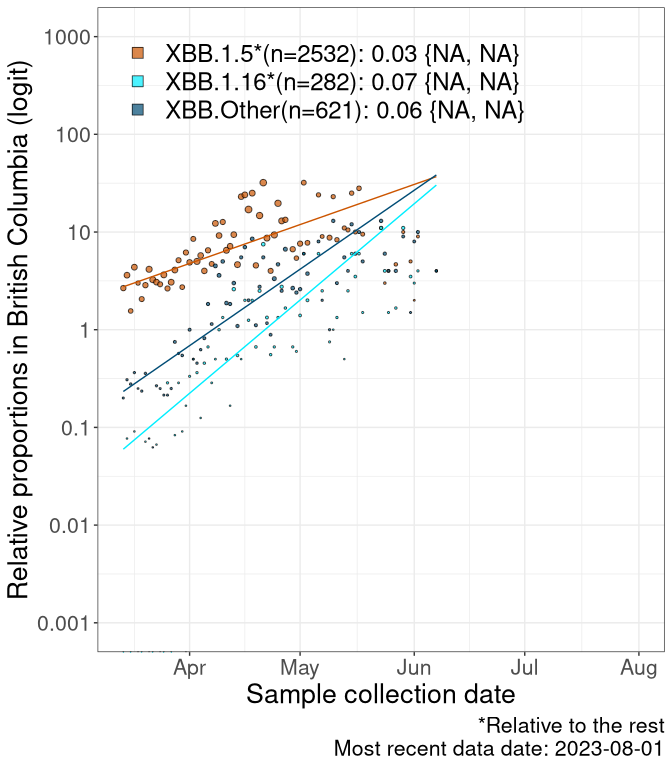 XBB.1.5*(n=2532): 0.03 {NA, NA}
XBB.1.16*(n=282): 0.07 {NA, NA}
XBB.Other(n=621): 0.06 {NA, NA}
Relative proportions in British Columbia (logit)
1000
100
10
1
0.1
0.01
0.001
Apr May Jun Jul Aug
Sample collection date
*Relative to the rest
Most recent data date: 2023-08-01